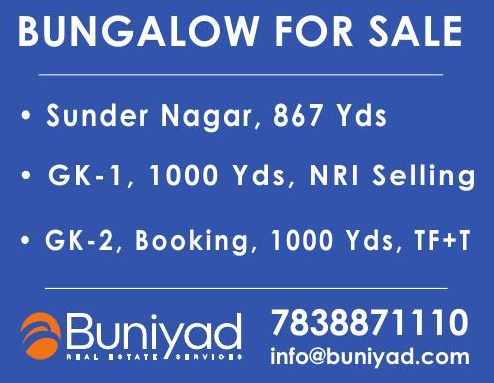 BUNGALOW FOR SALE
• Sunder Nagar, 867 Yds
• GK-1, 1000 Yds, NRI Selling
• GK-2, Booking, 1000 Yds, TF+T
Buniyad
REAL ESTATE SERVICES
7838871110
info@buniyad.com